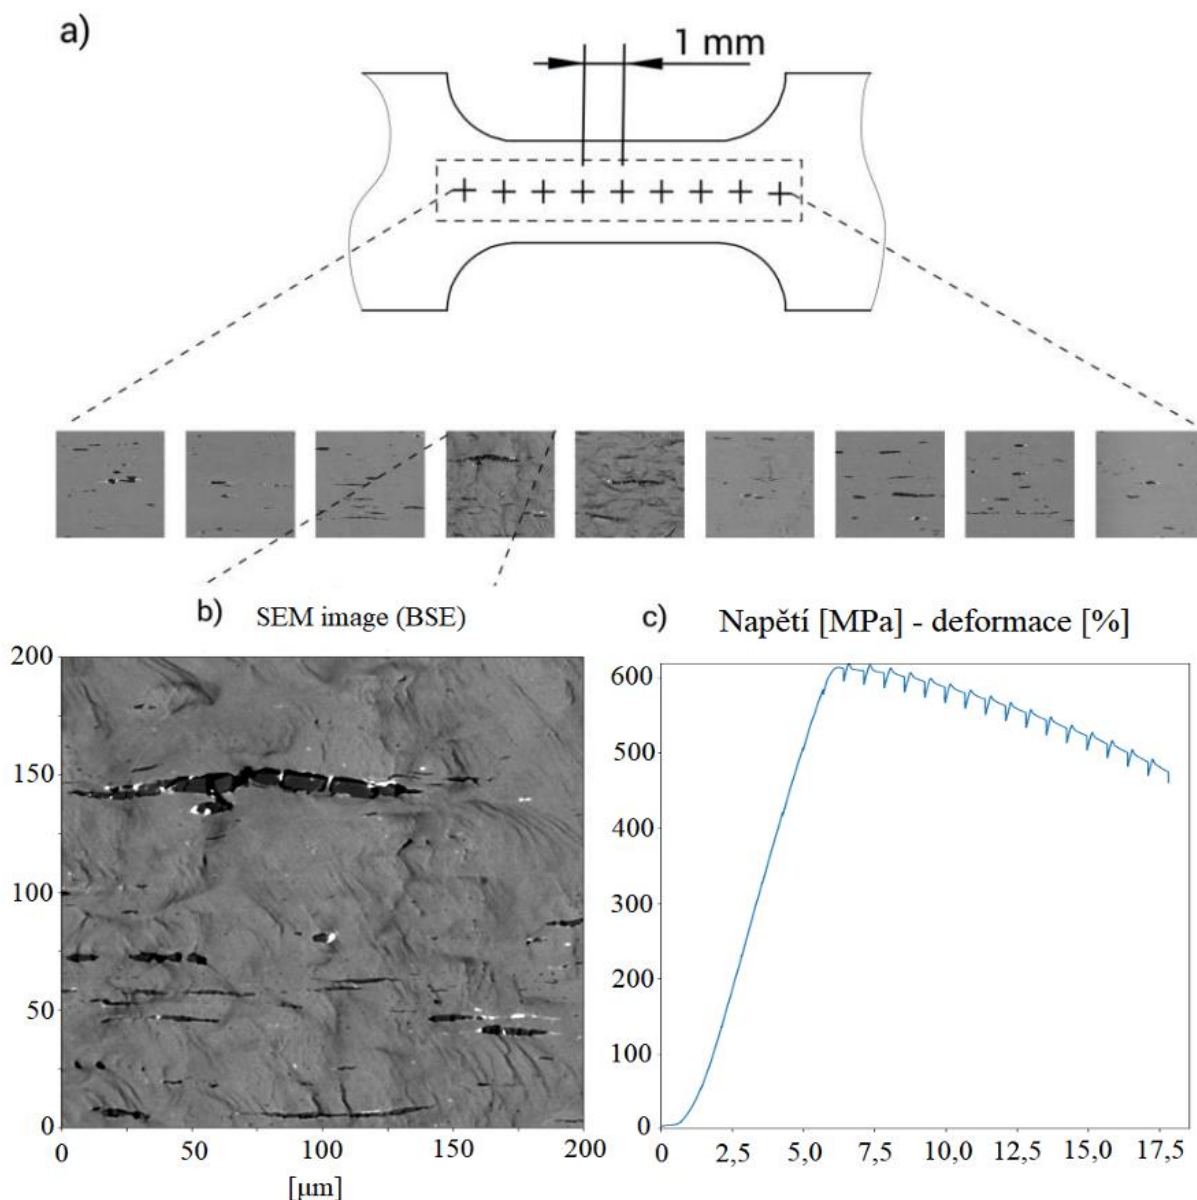 a)
1 mm
b) SEM image (BSE)
200
150
100
50
0
0 50 100 150 200
[µm]
c) Napětí [MPa] - deformace [%]
600
500
400
300
200
100
0
0 2,5 5,0 7,5 10,0 12,5 15,0 17,5